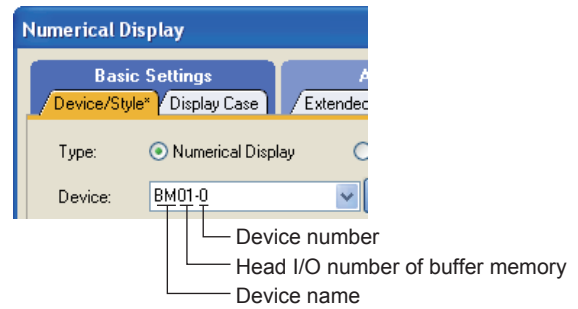 Numerical Display
Basic Settings
Device/Style* Display Case Extended
Type: Numerical Display
Device: BM01-0
Device number
Head I/O number of buffer memory
Device name